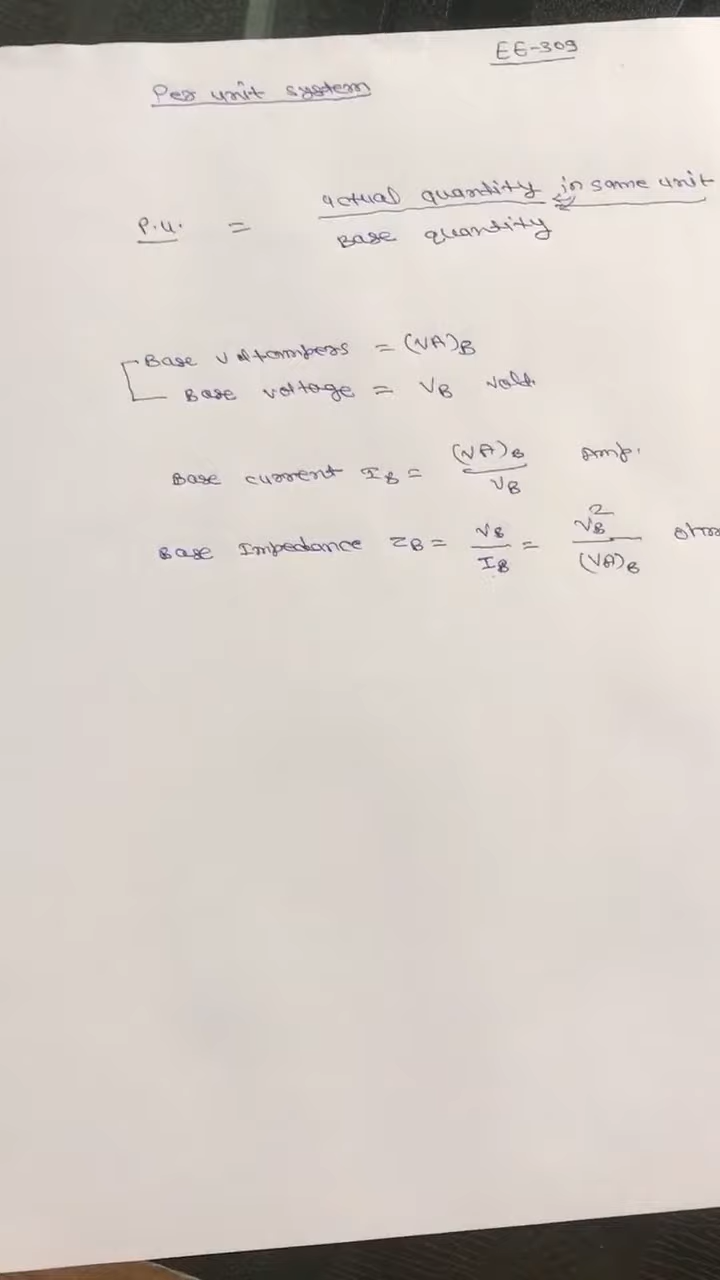 EE-309
Per unit system
P.U. = actual quantity / Base quantity in same unit
Base voltampers = (VA)B
Base voltage = VB Volt
Base current IB = (VA)B / VB Amp.
Base Impedance ZB = VB / IB = VB² / (VA)B ohm